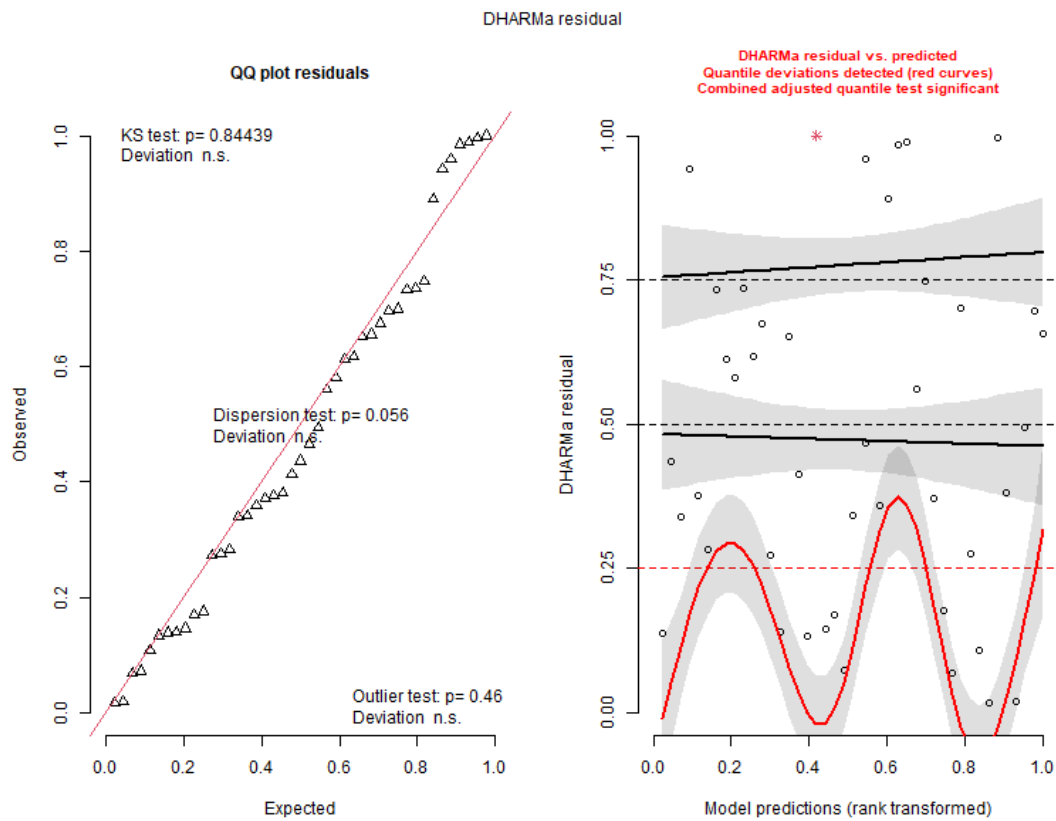 DHARMa residual
QQ plot residuals
KS test: p= 0.84439
Deviation n.s.
Dispersion test: p= 0.056
Deviation n.s.
Outlier test: p= 0.46
Deviation n.s.
Observed
0.0
0.2
0.4
0.6
0.8
1.0
0.0 0.2 0.4 0.6 0.8 1.0
Expected
DHARMa residual vs. predicted
Quantile deviations detected (red curves)
Combined adjusted quantile test significant
DHARMa residual
0.00
0.25
0.50
0.75
1.00
0.0 0.2 0.4 0.6 0.8 1.0
Model predictions (rank transformed)